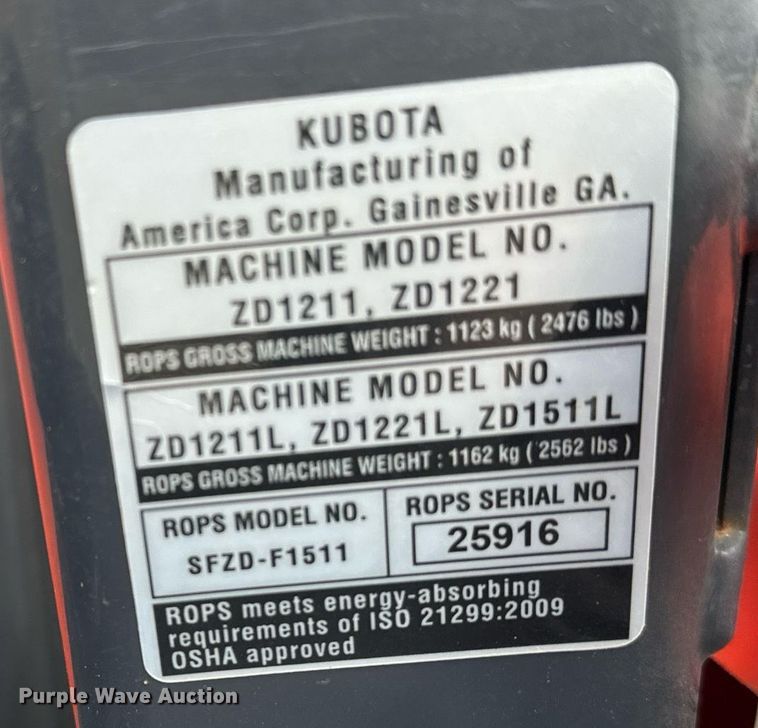 KUBOTA
Manufacturing of
America Corp. Gainesville GA.
MACHINE MODEL NO.
ZD1211, ZD1221
ROPS GROSS MACHINE WEIGHT : 1123 kg ( 2476 lbs )
MACHINE MODEL NO.
ZD1211L, ZD1221L, ZD1511L
ROPS GROSS MACHINE WEIGHT : 1162 kg ( 2562 lbs )
ROPS MODEL NO.
SFZD-F1511
ROPS SERIAL NO.
25916
ROPS meets energy-absorbing
requirements of ISO 21299:2009
OSHA approved
Purple Wave Auction